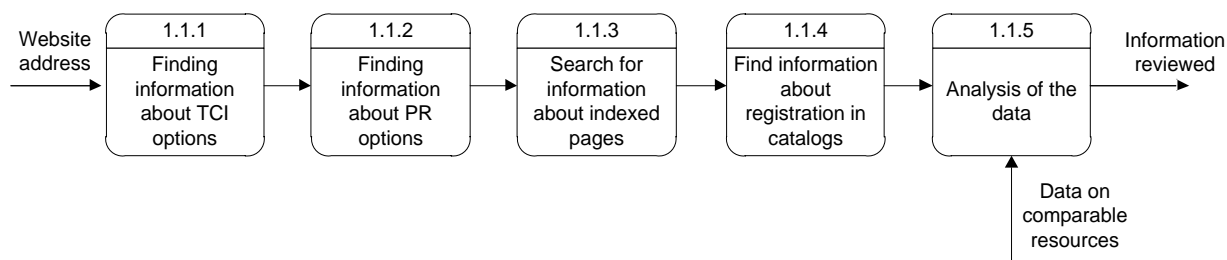 Website
address
1.1.1
Finding
information
about TCI
options
1.1.2
Finding
information
about PR
options
1.1.3
Search for
information
about indexed
pages
1.1.4
Find information
about
registration in
catalogs
1.1.5
Analysis of the
data
Information
reviewed
Data on
comparable
resources